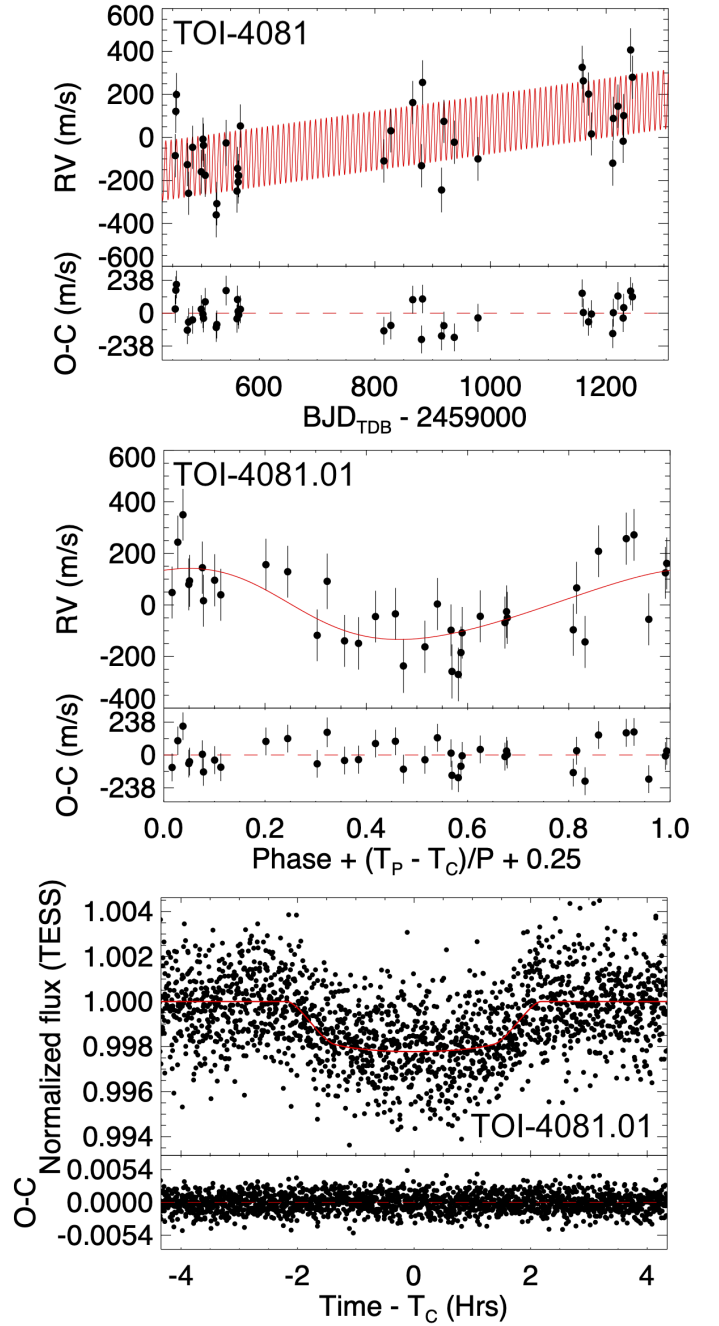 TOI-4081
600
400
200
0
-200
-400
-600
RV (m/s)
238
0
-238
O-C (m/s)
600 800 1000 1200
BJD_TDB - 2459000
TOI-4081.01
600
400
200
0
-200
-400
RV (m/s)
238
0
-238
O-C (m/s)
0.0 0.2 0.4 0.6 0.8 1.0
Phase + (T_P - T_C)/P + 0.25
1.004
1.002
1.000
0.998
0.996
0.994
Normalized flux (TESS)
TOI-4081.01
0.0054
0.0000
-0.0054
O-C
-4 -2 0 2 4
Time - T_C (Hrs)